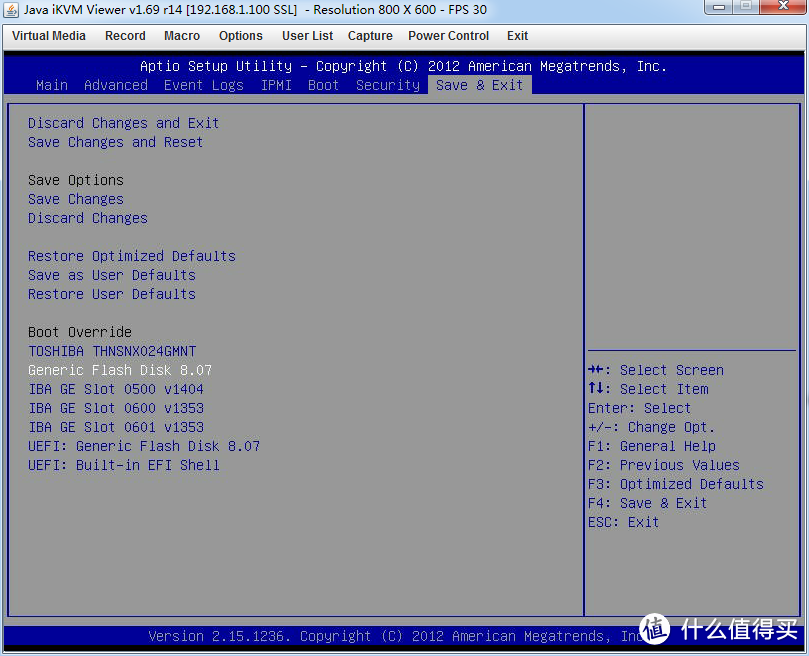 Java iKVM Viewer v1.69 r14 [192.168.1.100 SSL] - Resolution 800 X 600 - FPS 30
Virtual Media Record Macro Options User List Capture Power Control Exit
Aptio Setup Utility - Copyright (C) 2012 American Megatrends, Inc.
Main Advanced Event Logs IPMI Boot Security Save & Exit
Discard Changes and Exit
Save Changes and Reset
Save Options
Save Changes
Discard Changes
Restore Optimized Defaults
Save as User Defaults
Restore User Defaults
Boot Override
TOSHIBA THNSNX024GMNT
Generic Flash Disk 8.07
IBA GE Slot 0500 v1404
IBA GE Slot 0600 v1353
IBA GE Slot 0601 v1353
UEFI: Generic Flash Disk 8.07
UEFI: Built-in EFI Shell
→←: Select Screen
↑↓: Select Item
Enter: Select
+/-: Change Opt.
F1: General Help
F2: Previous Values
F3: Optimized Defaults
F4: Save & Exit
ESC: Exit
Version 2.15.1236. Copyright (C) 2012 American Megatrends, Inc
值 什么值得买